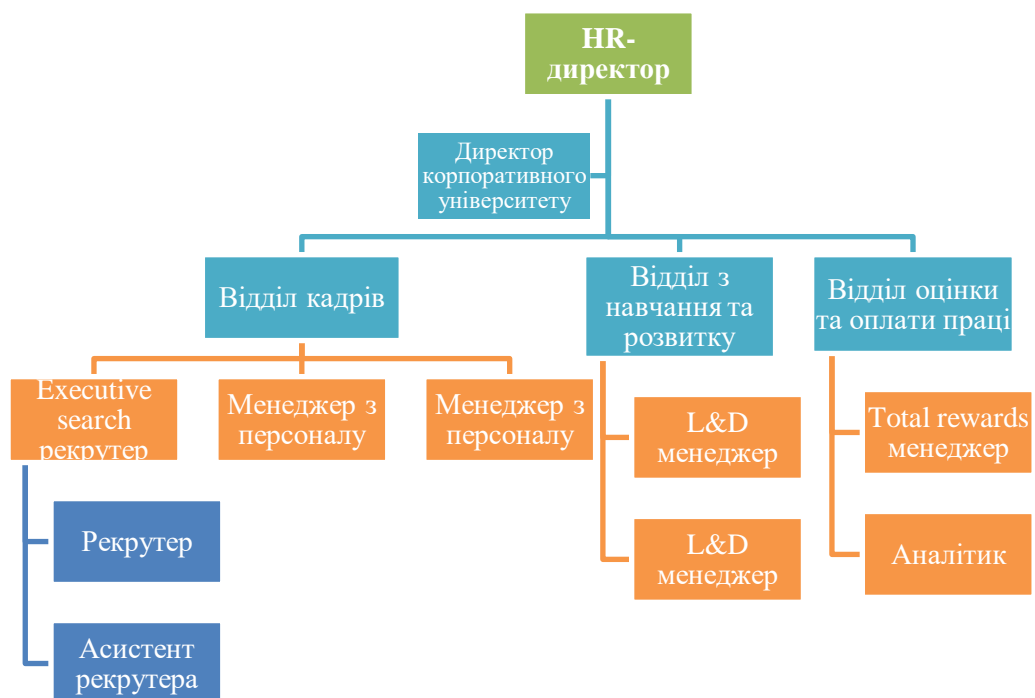 HR-
директор
Директор
корпоративного
університету
Відділ кадрів
Відділ з
навчання та
розвитку
Відділ оцінки
та оплати праці
Executive
search
рекрутер
Менеджер з
персоналу
Менеджер з
персоналу
L&D
менеджер
Total rewards
менеджер
Рекрутер
L&D
менеджер
Аналітик
Асистент
рекрутера